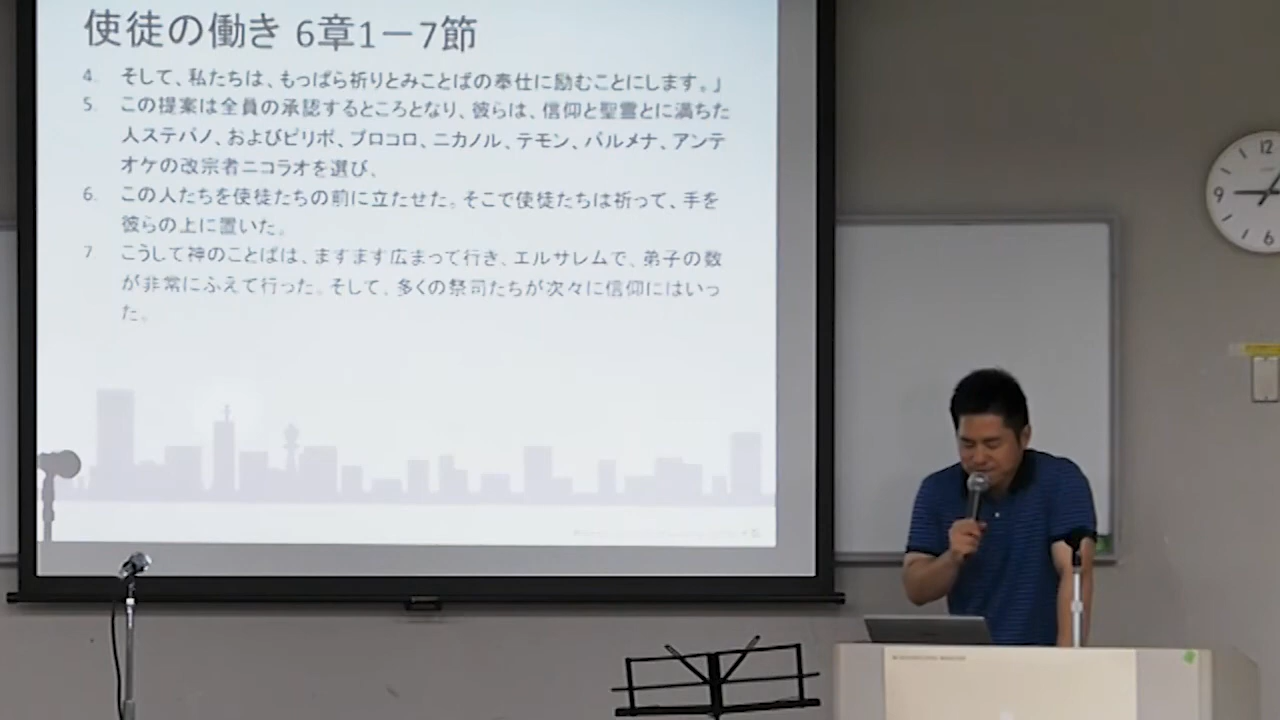 使徒の働き 6章1－7節
4. そして、私たちは、もっぱら祈りとみことばの奉仕に励むことにします。」
5. この提案は全員の承認するところとなり、彼らは、信仰と聖霊とに満ちた
人ステパノ、およびピリポ、プロコロ、ニカノル、テモン、パルメナ、アンテ
オケの改宗者ニコラオを選び、
6. この人たちを使徒たちの前に立たせた。そこで使徒たちは祈って、手を
彼らの上に置いた。
7 こうして神のことばは、ますます広まって行き、エルサレムで、弟子の数
が非常にふえて行った。そして、多くの祭司たちが次々に信仰にはいっ
た。
12
9
6